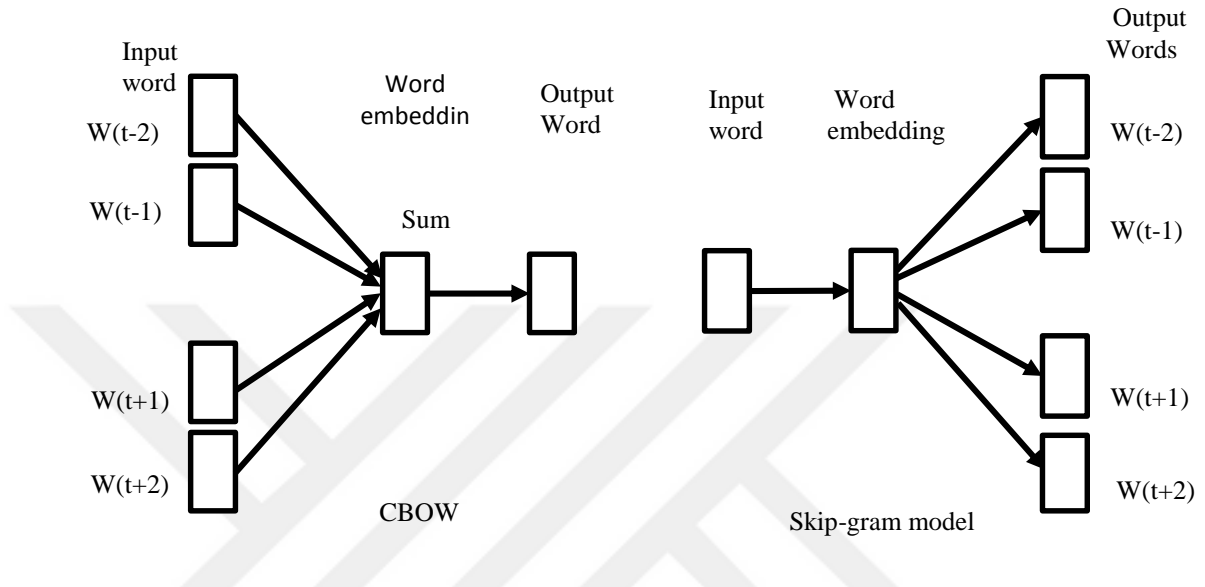 Input
word
W(t-2)
W(t-1)
W(t+1)
W(t+2)
Word
embeddin
Sum
Output
Word
CBOW
Input
word
Word
embedding
Output
Words
W(t-2)
W(t-1)
W(t+1)
W(t+2)
Skip-gram model